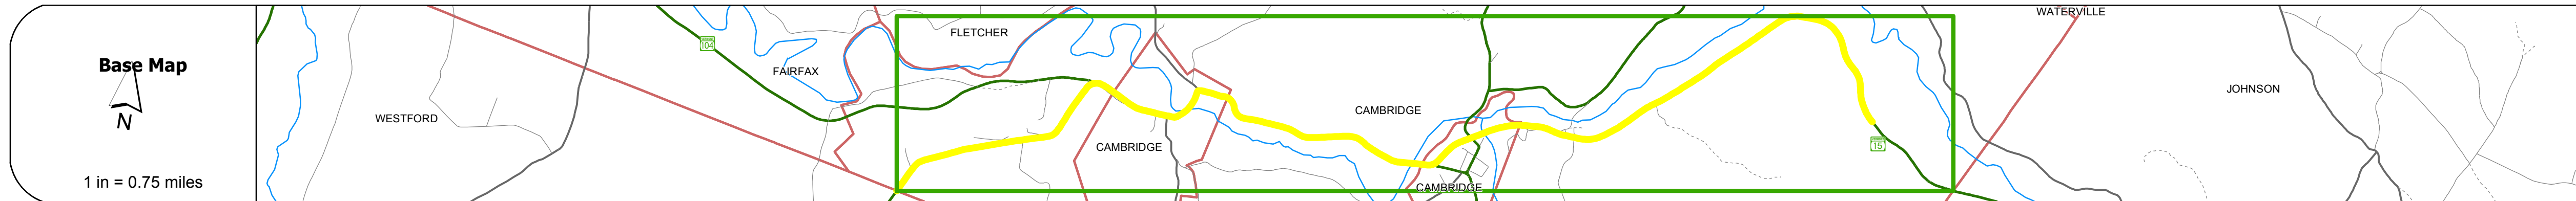 Base Map
N
1 in = 0.75 miles
WESTFORD
104
FAIRFAX
FLETCHER
CAMBRIDGE
CAMBRIDGE
CAMBRIDGE
15
WATERVILLE
JOHNSON